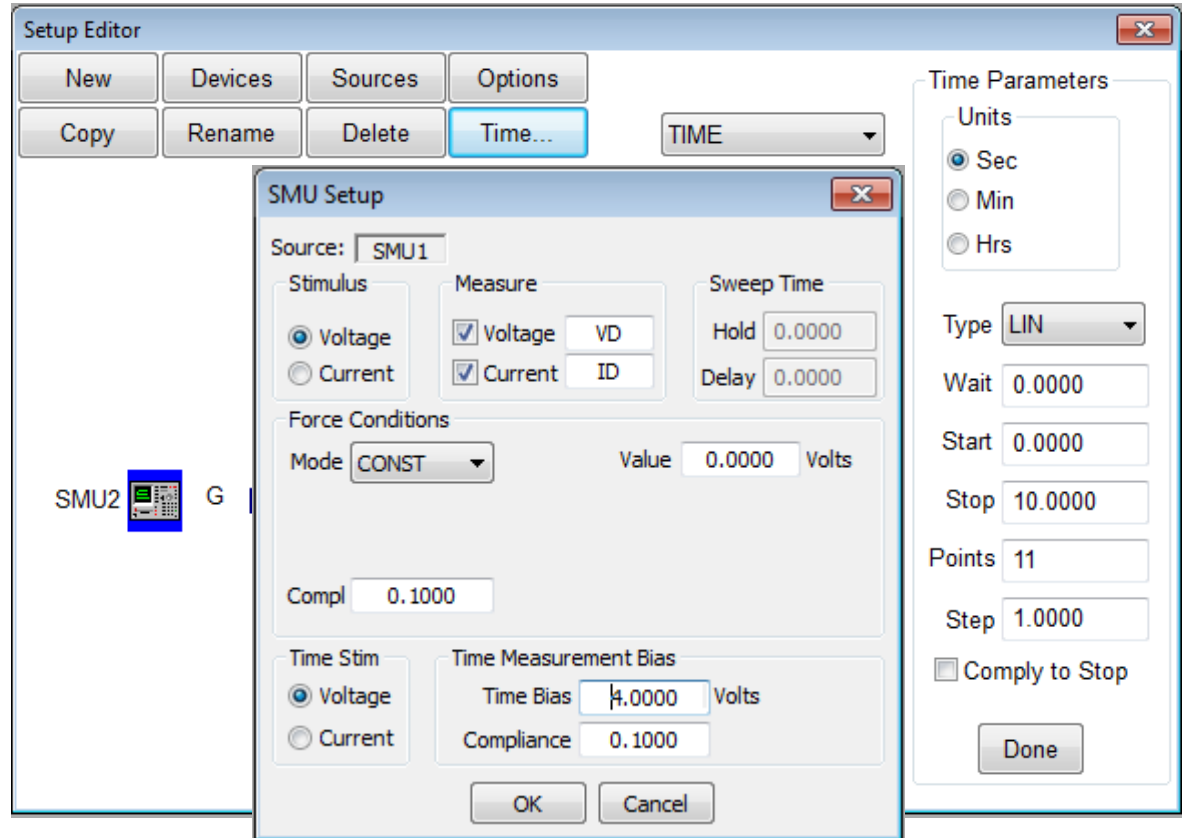 Setup Editor
New Devices Sources Options
Copy Rename Delete Time... TIME
SMU2 G
SMU Setup
Source: SMU1
Stimulus
Voltage
Current
Measure
Voltage VD
Current ID
Sweep Time
Hold 0.0000
Delay 0.0000
Force Conditions
Mode CONST Value 0.0000 Volts
Compl 0.1000
Time Stim
Voltage
Current
Time Measurement Bias
Time Bias 4.0000 Volts
Compliance 0.1000
OK Cancel
Time Parameters
Units
Sec
Min
Hrs
Type LIN
Wait 0.0000
Start 0.0000
Stop 10.0000
Points 11
Step 1.0000
Comply to Stop
Done